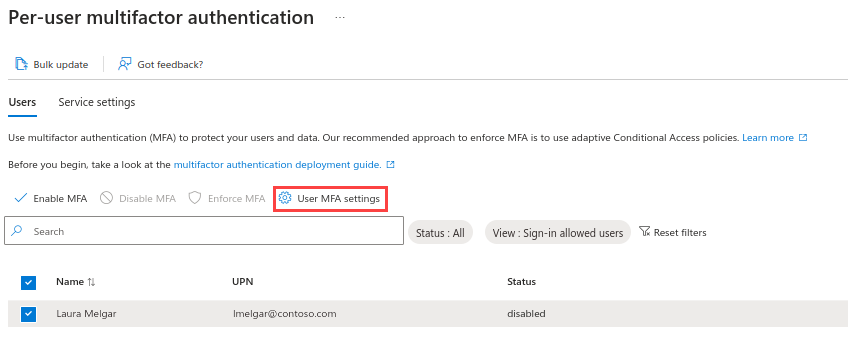 Per-user multifactor authentication ...
Bulk update Got feedback?
Users Service settings
Use multifactor authentication (MFA) to protect your users and data. Our recommended approach to enforce MFA is to use adaptive Conditional Access policies. Learn more
Before you begin, take a look at the multifactor authentication deployment guide.
Enable MFA Disable MFA Enforce MFA User MFA settings
Search Status : All View : Sign-in allowed users Reset filters
Name UPN Status
Laura Melgar lmelgar@contoso.com disabled